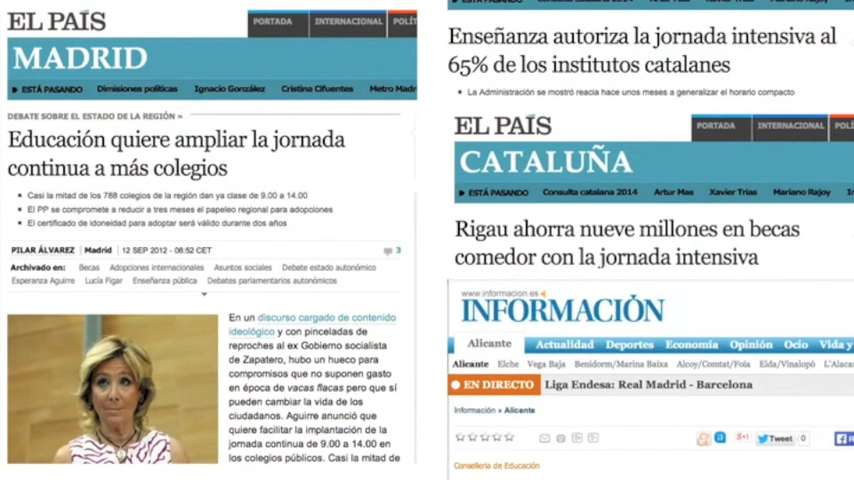 EL PAÍS
PORTADA
INTERNACIONAL
MADRID
ESTÁ PASANDO
Dimisiones políticas
Ignacio González
Cristina Cifuentes
DEBATE SOBRE EL ESTADO DE LA REGIÓN »
Educación quiere ampliar la jornada
continua a más colegios
Casi la mitad de los 788 colegios de la región dan ya clase de 9.00 a 14.00
El PP se compromete a reducir a tres meses el papeleo regional para adopciones
El certificado de idoneidad para adoptar será válido durante dos años
PILAR ÁLVAREZ | Madrid | 12 SEP 2012 - 08:52 CET
3
Archivado en: Becas Adopciones internacionales Asuntos sociales Debate estado autonómico
Esperanza Aguirre Lucía Figar Enseñanza pública Debates parlamentarios autonómicos
En un discurso cargado de contenido
ideológico y con pinceladas de
reproches al ex Gobierno socialista
de Zapatero, hubo un hueco para
compromisos que no suponen gasto
en época de vacas flacas pero que sí
pueden cambiar la vida de los
ciudadanos. Aguirre anunció que
quiere facilitar la implantación de la
jornada continua de 9.00 a 14.00 en
los colegios públicos. Casi la mitad de
Enseñanza autoriza la jornada intensiva al
65% de los institutos catalanes
La Administración se mostró reacia hace unos meses a generalizar el horario compacto
EL PAÍS
PORTADA
INTERNACIONAL
CATALUÑA
ESTÁ PASANDO
Consulta catalana 2014
Artur Mas
Xavier Trias
Mariano Rajoy
Rigau ahorra nueve millones en becas
comedor con la jornada intensiva
www.informacion.es
INFORMACIÓN
Alicante
Actualidad
Deportes
Economía
Opinión
Ocio
Vida y
Alicante Elche Vega Baja Benidorm/Marina Baixa Alcoy/Comtat/Foia Elda/Vinalopó
EN DIRECTO
Liga Endesa: Real Madrid - Barcelona
Información » Alicante
Tweet 0
Conselleria de Educación